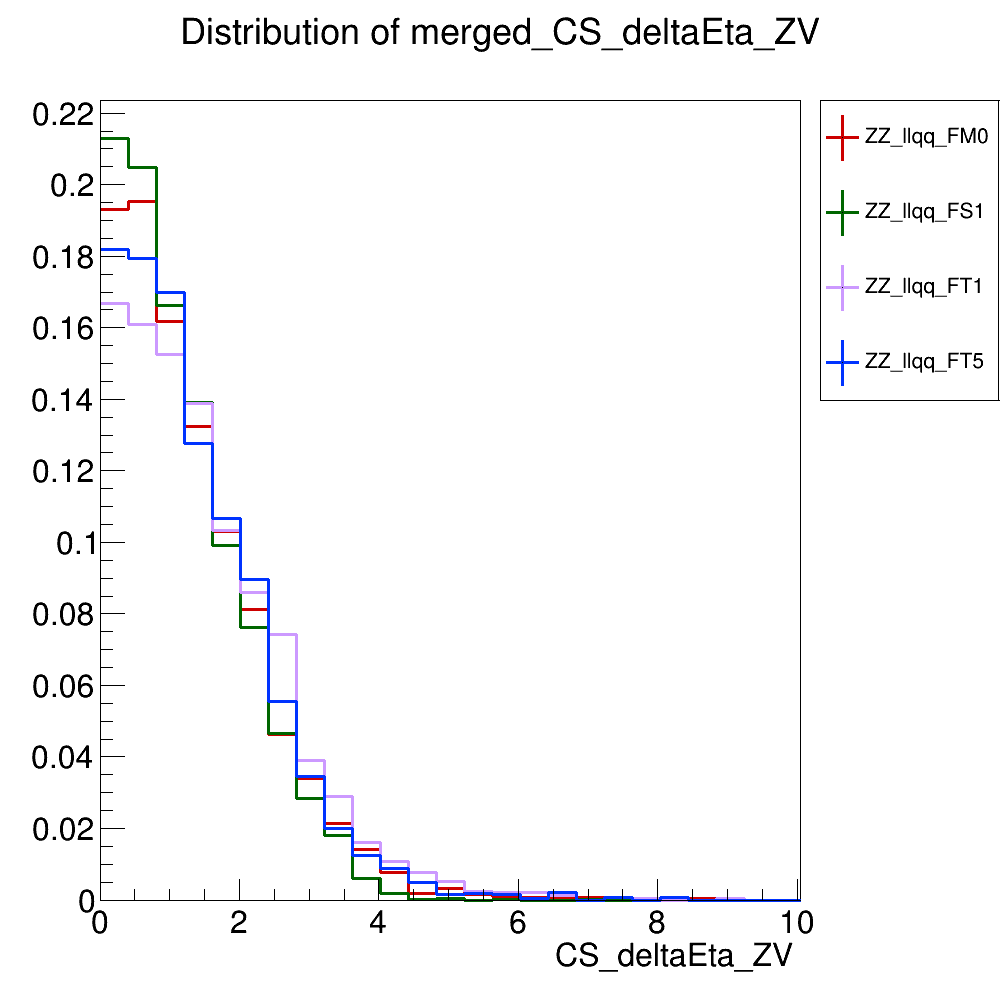 Distribution of merged_CS_deltaEta_ZV
0.22
0.2
0.18
0.16
0.14
0.12
0.1
0.08
0.06
0.04
0.02
0
0 2 4 6 8 10
CS_deltaEta_ZV
ZZ_llqq_FM0
ZZ_llqq_FS1
ZZ_llqq_FT1
ZZ_llqq_FT5